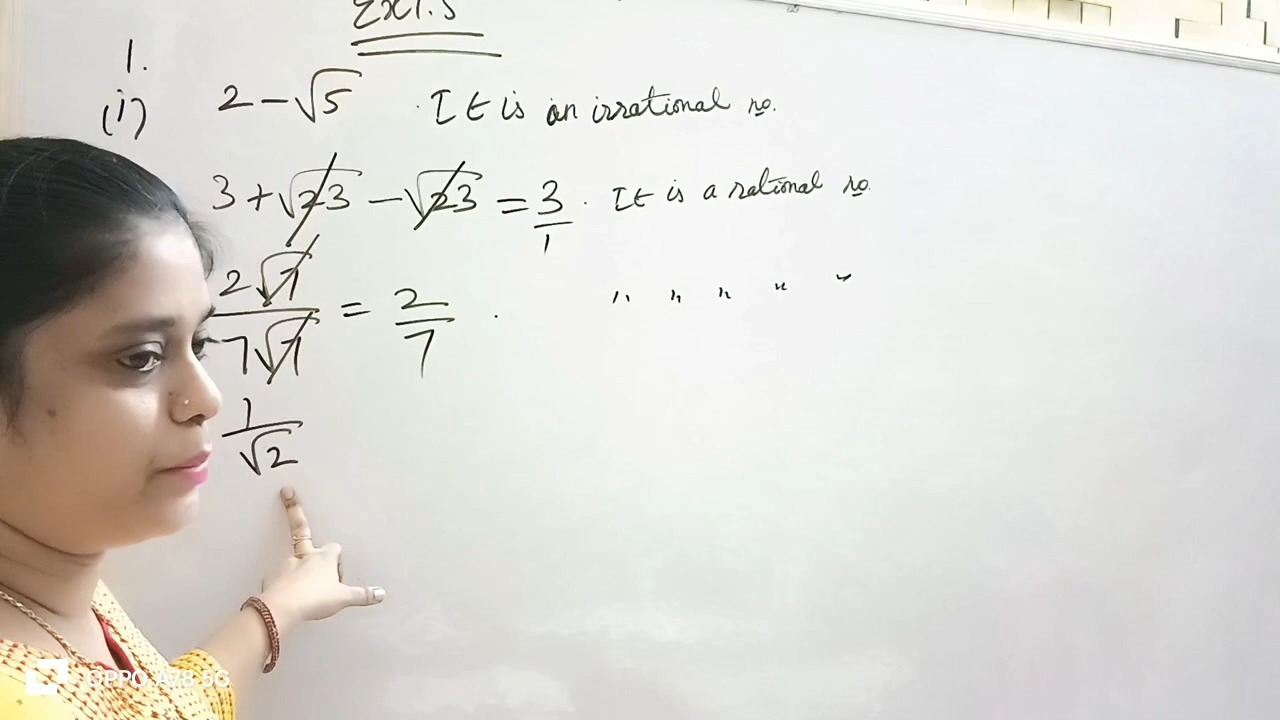 Ex1.5
1.
(i) 2 - √5 . It is an irrational no.
3 + √23 - √23 = 3/1 . It is a rational no.
2√7/7√7 = 2/7 . " " " " "
1/√2
OPPO A78 5G